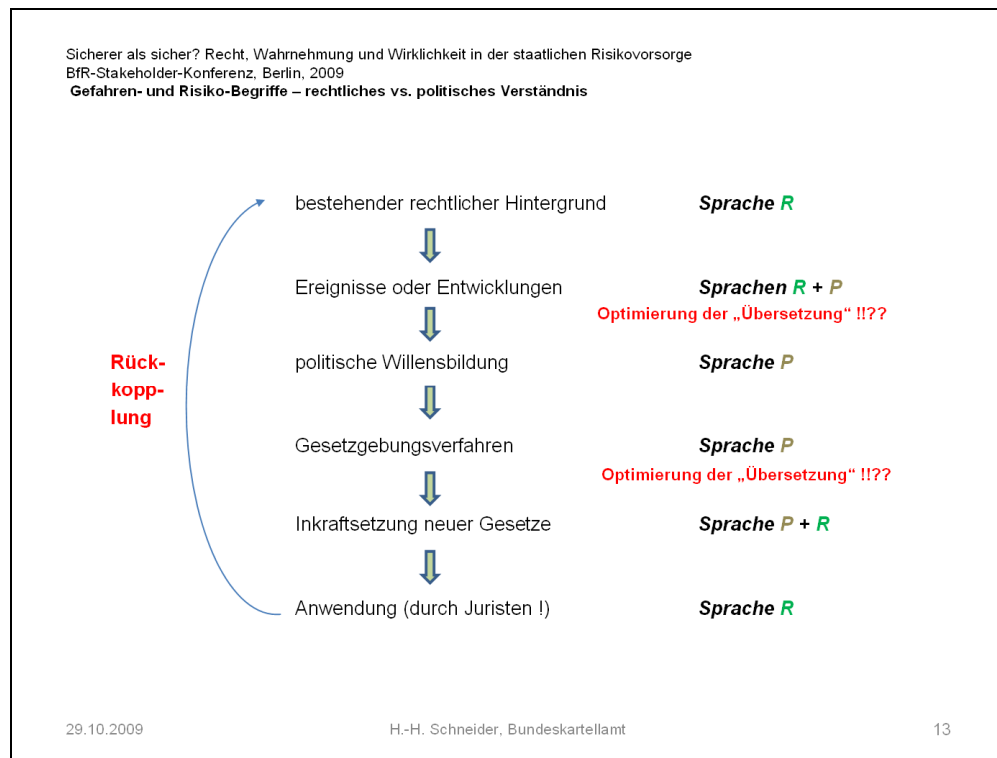 Sicherer als sicher? Recht, Wahrnehmung und Wirklichkeit in der staatlichen Risikovorsorge
BfR-Stakeholder-Konferenz, Berlin, 2009
Gefahren- und Risiko-Begriffe – rechtliches vs. politisches Verständnis
bestehender rechtlicher Hintergrund Sprache R
Ereignisse oder Entwicklungen Sprachen R + P
Optimierung der „Übersetzung“ !!??
Rück-
kopp-
lung
politische Willensbildung Sprache P
Gesetzgebungsverfahren Sprache P
Optimierung der „Übersetzung“ !!??
Inkraftsetzung neuer Gesetze Sprache P + R
Anwendung (durch Juristen !) Sprache R
29.10.2009 H.-H. Schneider, Bundeskartellamt 13